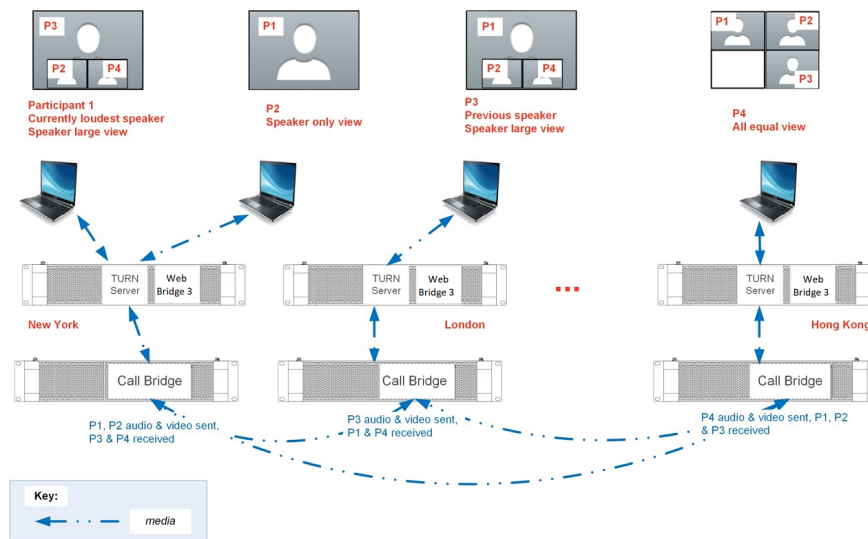 P3
P2
P4
P1
P1
P2
P4
P1
P2
P3
Participant 1
Currently loudest speaker
Speaker large view
P2
Speaker only view
P3
Previous speaker
Speaker large view
P4
All equal view
TURN
Server
Web
Bridge 3
TURN
Server
Web
Bridge 3
...
TURN
Server
Web
Bridge 3
New York
London
Hong Kong
Call Bridge
Call Bridge
Call Bridge
P1, P2 audio & video sent,
P3 & P4 received
P3 audio & video sent,
P1 & P4 received
P4 audio & video sent, P1, P2
& P3 received
Key:
media